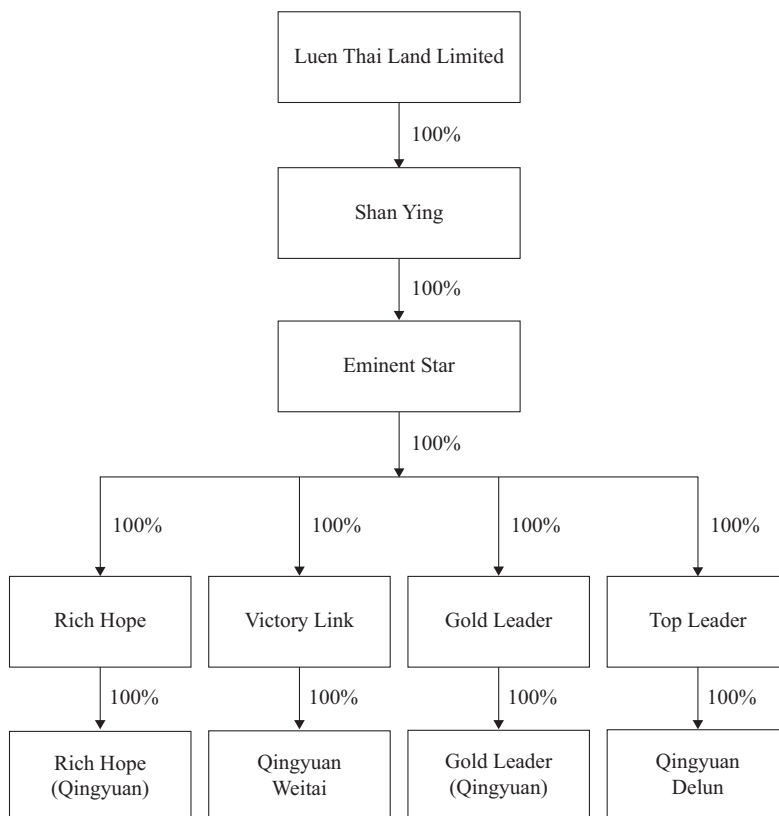 Luen Thai Land Limited
100%
Shan Ying
100%
Eminent Star
100%
100%
100%
100%
100%
Rich Hope
Victory Link
Gold Leader
Top Leader
100%
100%
100%
100%
Rich Hope
(Qingyuan)
Qingyuan
Weitai
Gold Leader
(Qingyuan)
Qingyuan
Delun